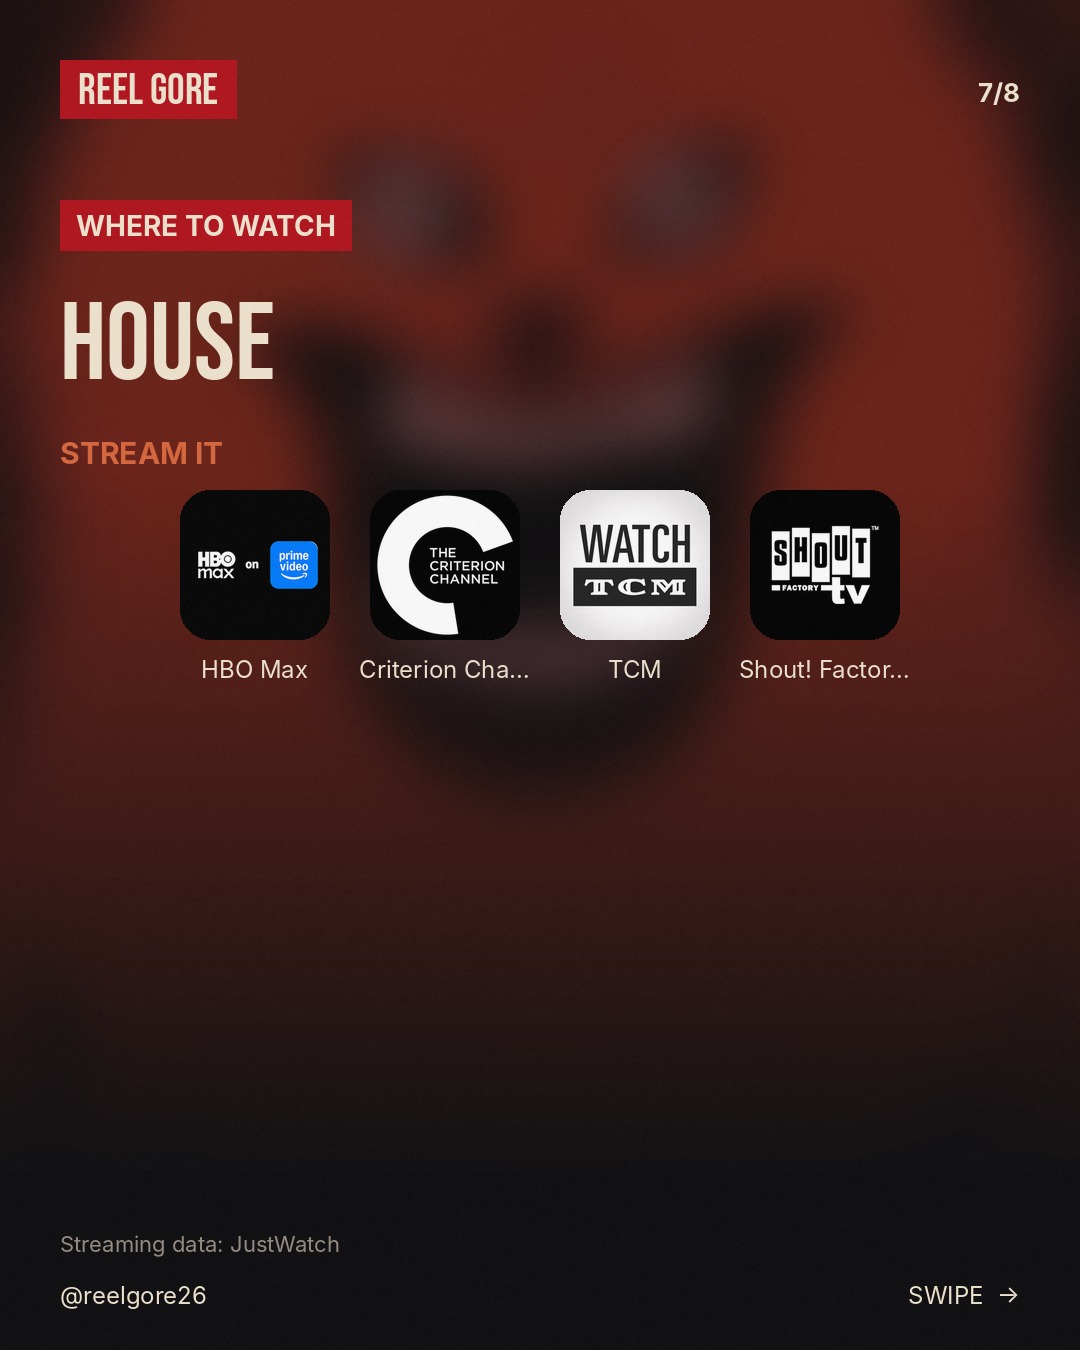 REEL GORE
7/8
WHERE TO WATCH
HOUSE
STREAM IT
HBO max on prime video
THE CRITERION CHANNEL
WATCH TCM
SHOUT! FACTORY tv™
HBO Max
Criterion Cha...
TCM
Shout! Factor...
Streaming data: JustWatch
@reelgore26
SWIPE →